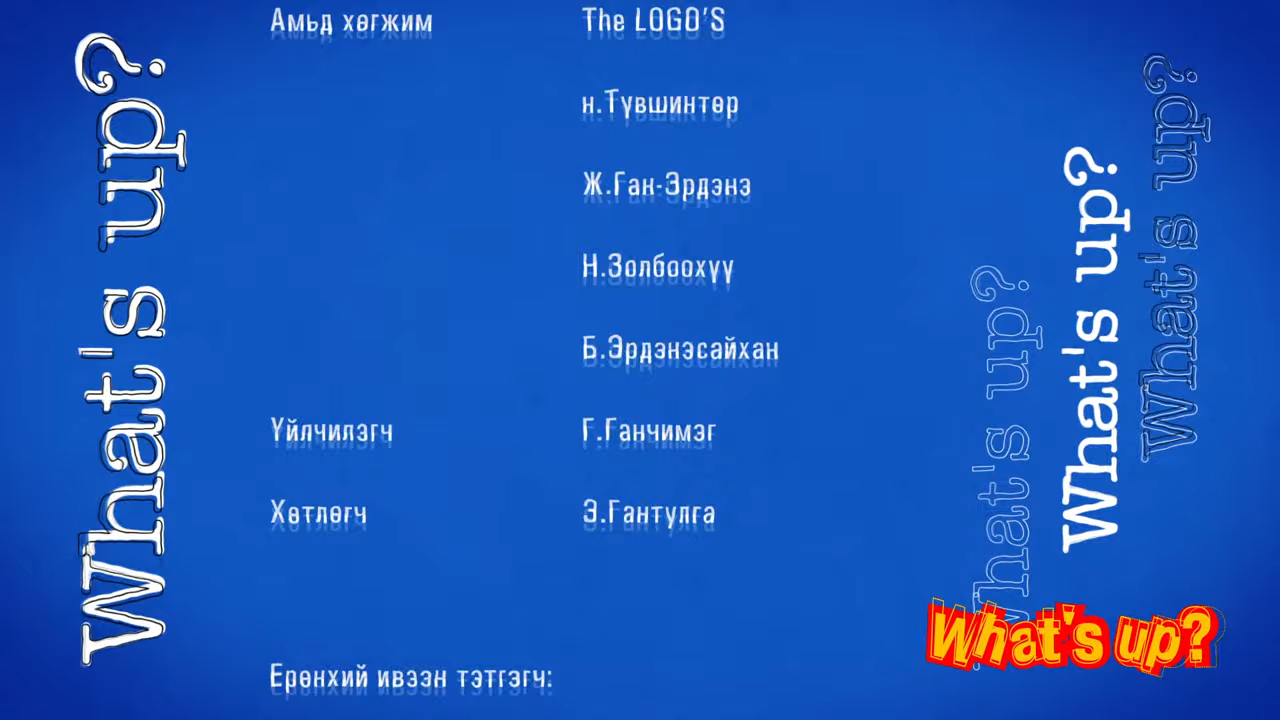 Амьд хөгжим The LOGO'S
н.Түвшинтөр
Ж.Ган-Эрдэнэ
Н.Золбоохүү
Б.Эрдэнэсайхан
Үйлчилэгч Г.Ганчимэг
Хөтлөгч Э.Гантулга
Ерөнхий ивээн тэтгэгч:
What's up?
What's up?
What's up?
What's up?
What's up?